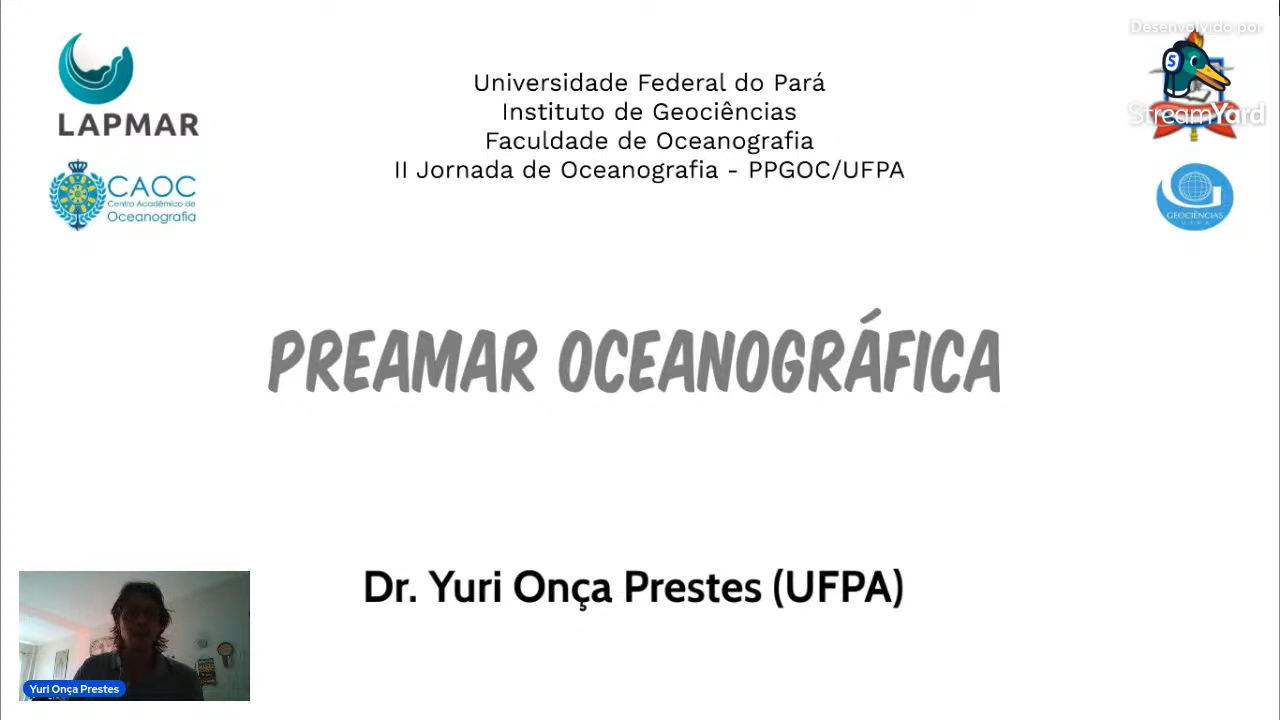 Desenvolvido por
StreamYard
LAPMAR
CAOC
Centro Acadêmico de
Oceanografia
Universidade Federal do Pará
Instituto de Geociências
Faculdade de Oceanografia
II Jornada de Oceanografia - PPGOC/UFPA
GEOCIÊNCIAS
UFPA
PREAMAR OCEANOGRÁFICA
Dr. Yuri Onça Prestes (UFPA)
Yuri Onça Prestes